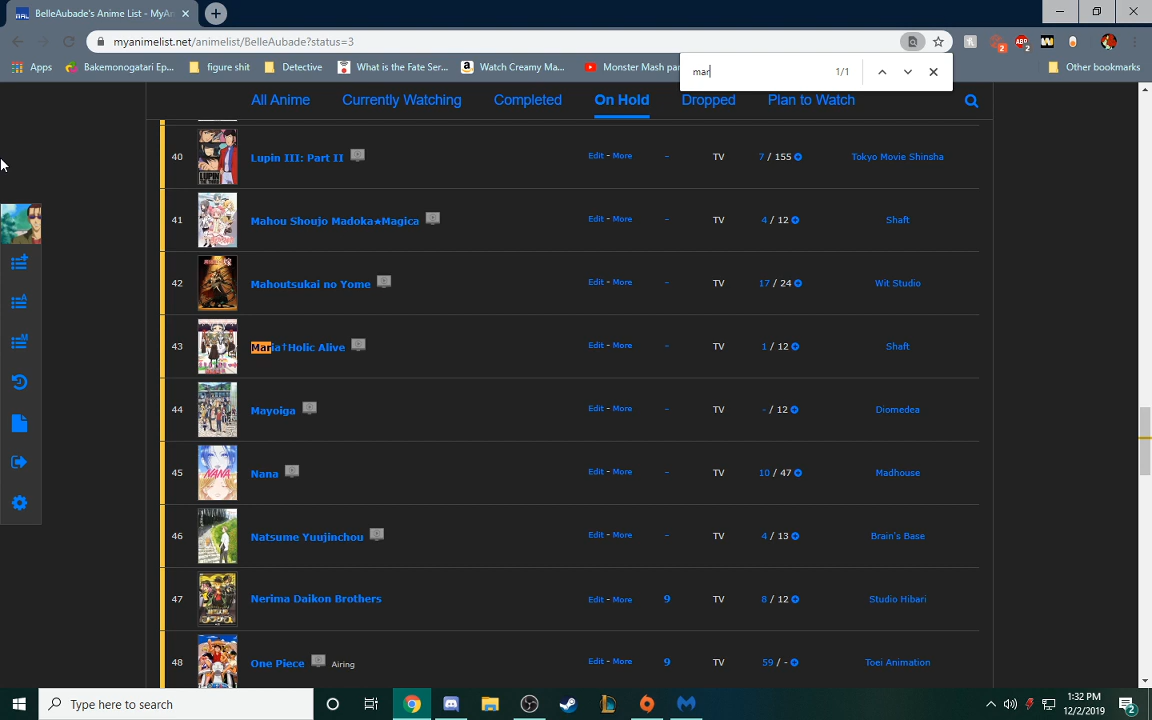 BelleAubade's Anime List - MyAn
myanimelist.net/animelist/BelleAubade?status=3
Apps Bakemonogatari Ep... figure shit Detective What is the Fate Ser... Watch Creamy Ma... Monster Mash par Other bookmarks
mar 1/1
All Anime Currently Watching Completed On Hold Dropped Plan to Watch
40 Lupin III: Part II Edit - More - TV 7 / 155 Tokyo Movie Shinsha
41 Mahou Shoujo Madoka★Magica Edit - More - TV 4 / 12 Shaft
42 Mahoutsukai no Yome Edit - More - TV 17 / 24 Wit Studio
43 Maria†Holic Alive Edit - More - TV 1 / 12 Shaft
44 Mayoiga Edit - More - TV - / 12 Diomedea
45 Nana Edit - More - TV 10 / 47 Madhouse
46 Natsume Yuujinchou Edit - More - TV 4 / 13 Brain's Base
47 Nerima Daikon Brothers Edit - More 9 TV 8 / 12 Studio Hibari
48 One Piece Airing Edit - More 9 TV 59 / - Toei Animation
Type here to search
1:32 PM
12/2/2019
2